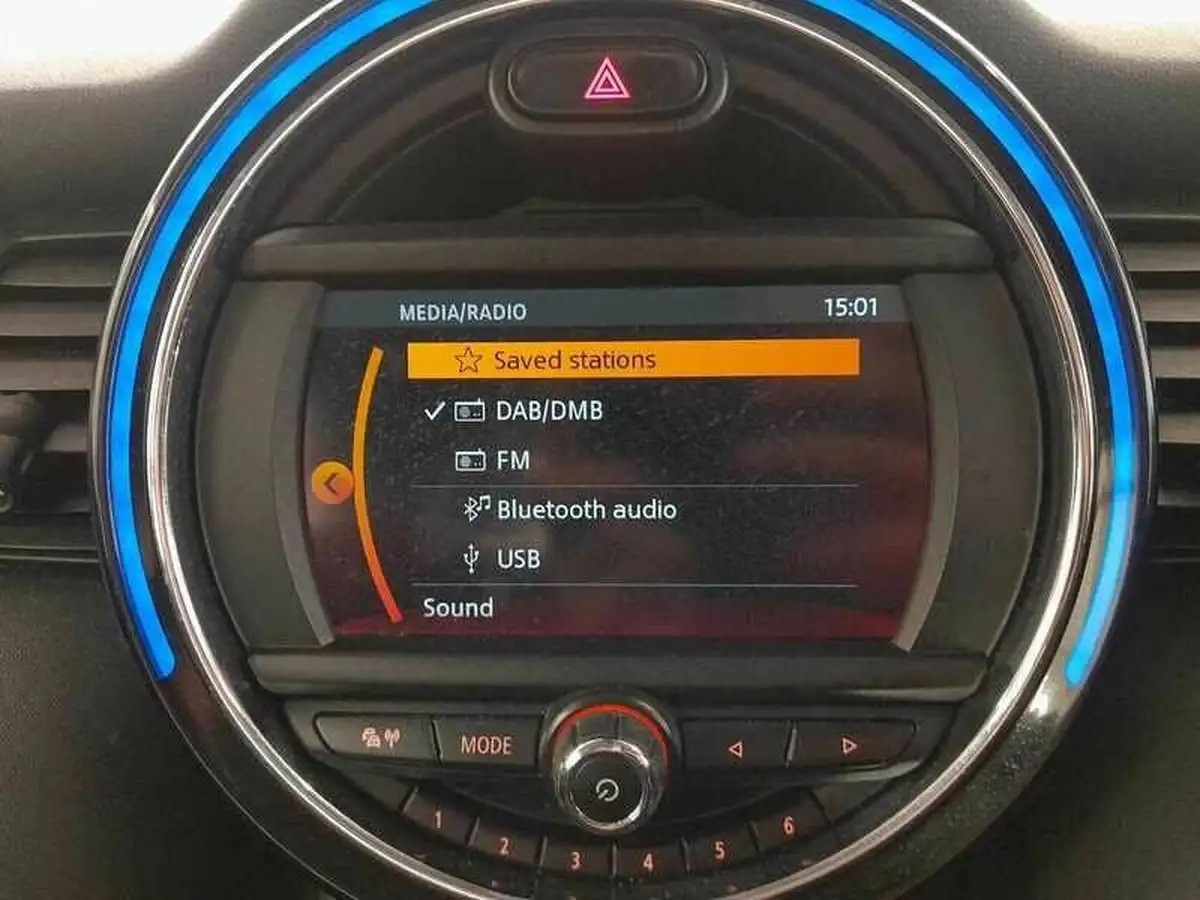 MEDIA/RADIO 15:01
Saved stations
DAB/DMB
FM
Bluetooth audio
USB
Sound
MODE
1 2 3 4 5 6